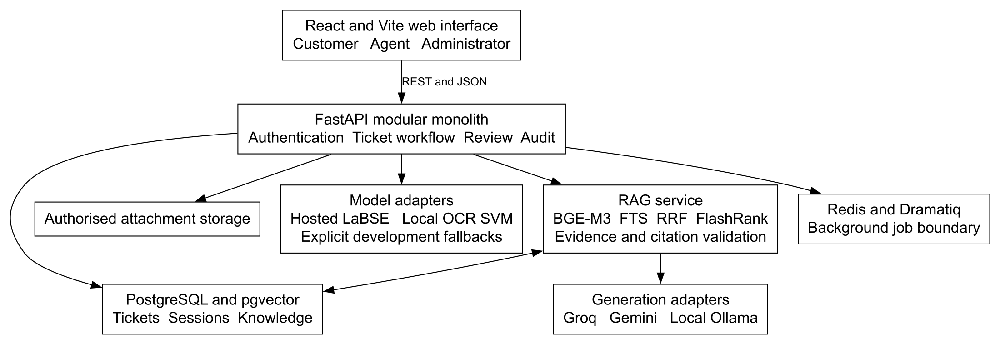 React and Vite web interface
Customer Agent Administrator
REST and JSON
FastAPI modular monolith
Authentication Ticket workflow Review Audit
Authorised attachment storage
Model adapters
Hosted LaBSE Local OCR SVM
Explicit development fallbacks
RAG service
BGE-M3 FTS RRF FlashRank
Evidence and citation validation
Redis and Dramatiq
Background job boundary
PostgreSQL and pgvector
Tickets Sessions Knowledge
Generation adapters
Groq Gemini Local Ollama